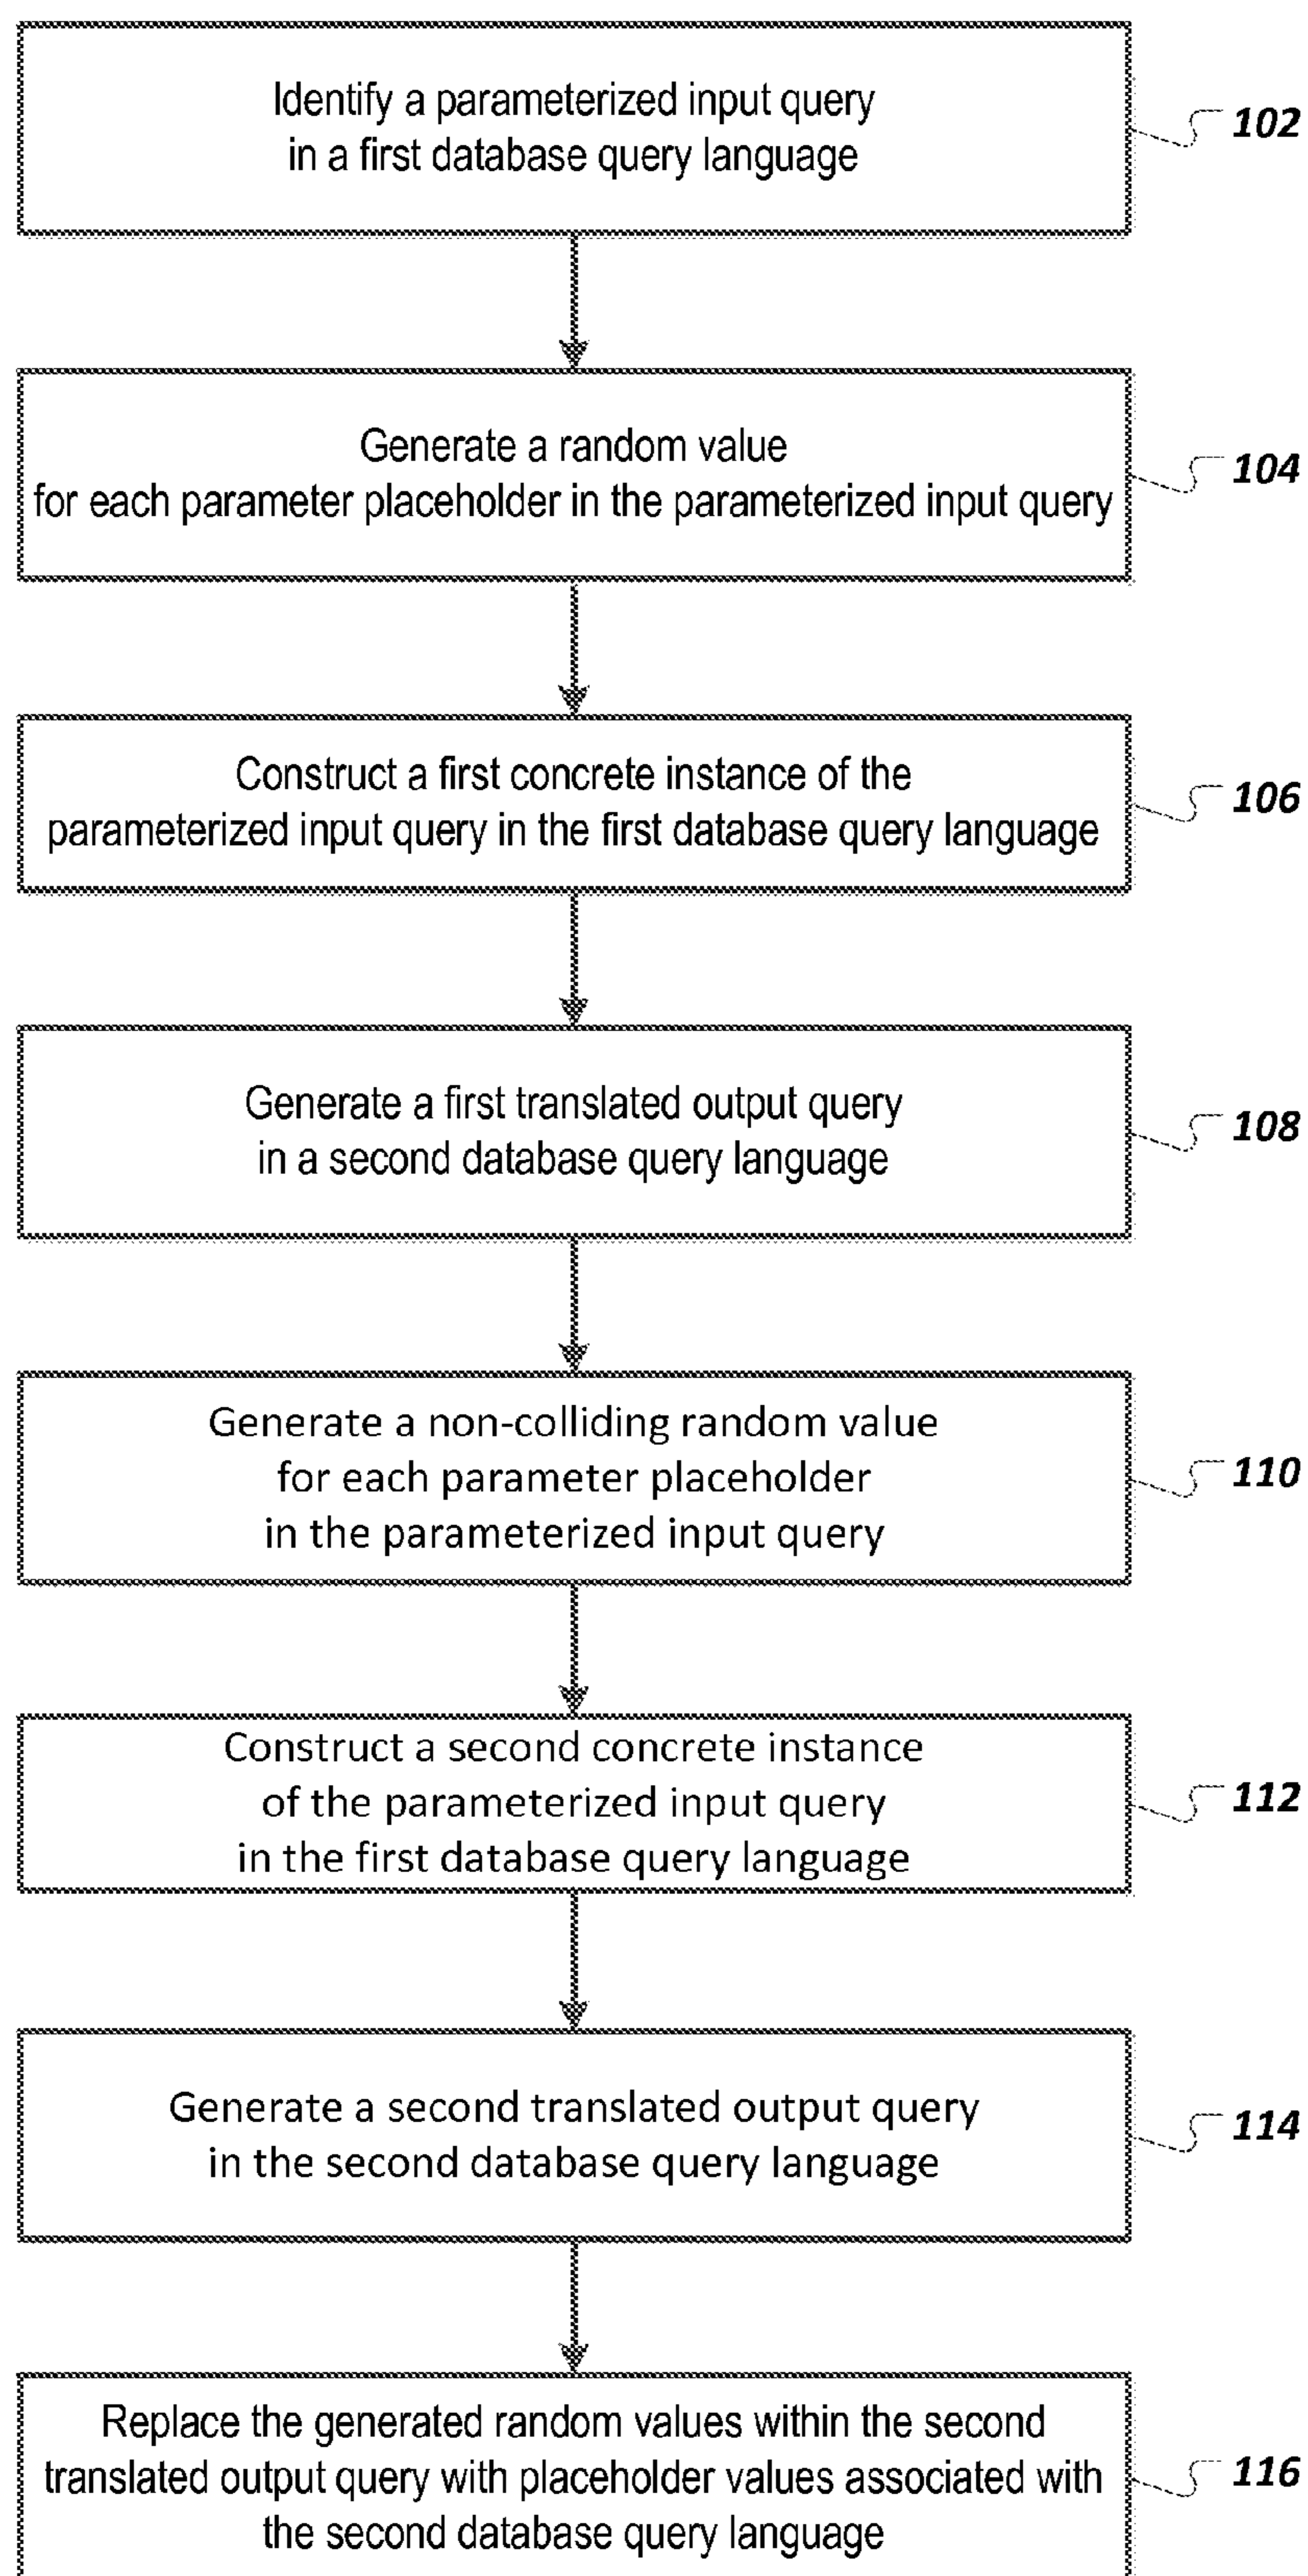 Identify a parameterized input query
in a first database query language
102
Generate a random value
for each parameter placeholder in the parameterized input query
104
Construct a first concrete instance of the
parameterized input query in the first database query language
106
Generate a first translated output query
in a second database query language
108
Generate a non-colliding random value
for each parameter placeholder
in the parameterized input query
110
Construct a second concrete instance
of the parameterized input query
in the first database query language
112
Generate a second translated output query
in the second database query language
114
Replace the generated random values within the second
translated output query with placeholder values associated with
the second database query language
116